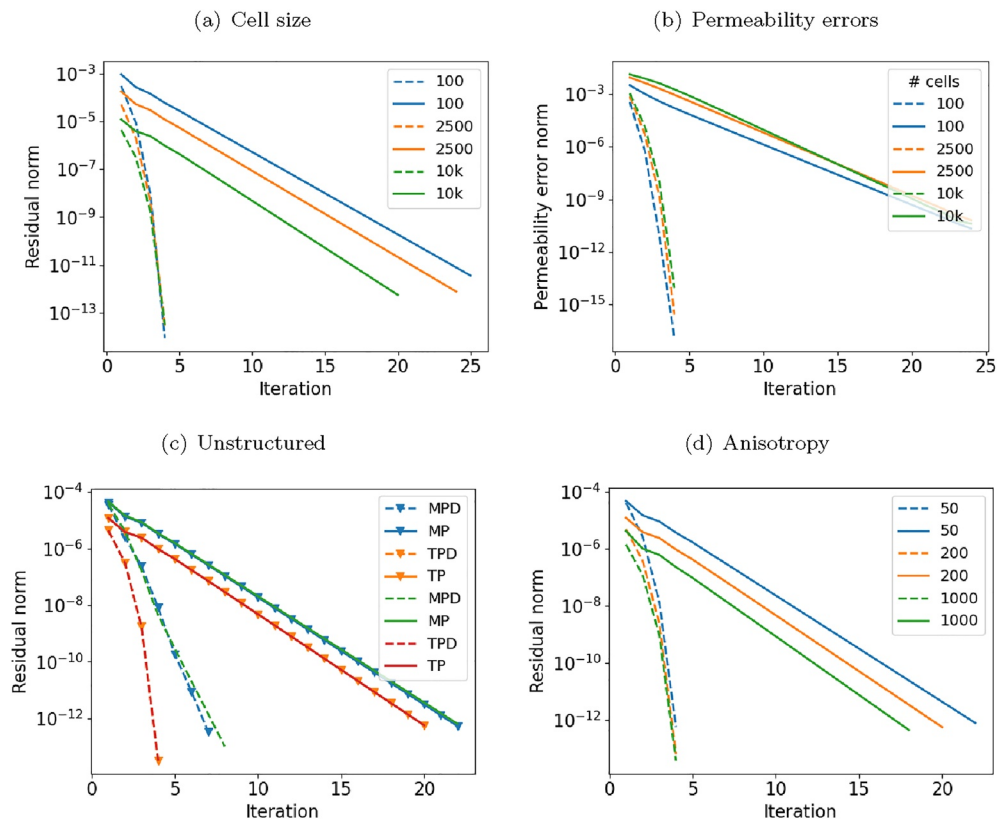 (a) Cell size
10⁻³
10⁻⁵
10⁻⁷
10⁻⁹
10⁻¹¹
10⁻¹³
Residual norm
100
100
2500
2500
10k
10k
0 5 10 15 20 25
Iteration
(b) Permeability errors
10⁻³
10⁻⁶
10⁻⁹
10⁻¹²
10⁻¹⁵
Permeability error norm
# cells
100
100
2500
2500
10k
10k
0 5 10 15 20 25
Iteration
(c) Unstructured
10⁻⁴
10⁻⁶
10⁻⁸
10⁻¹⁰
10⁻¹²
Residual norm
MPD
MP
TPD
TP
MPD
MP
TPD
TP
0 5 10 15 20
Iteration
(d) Anisotropy
10⁻⁴
10⁻⁶
10⁻⁸
10⁻¹⁰
10⁻¹²
Residual norm
50
50
200
200
1000
1000
0 5 10 15 20
Iteration